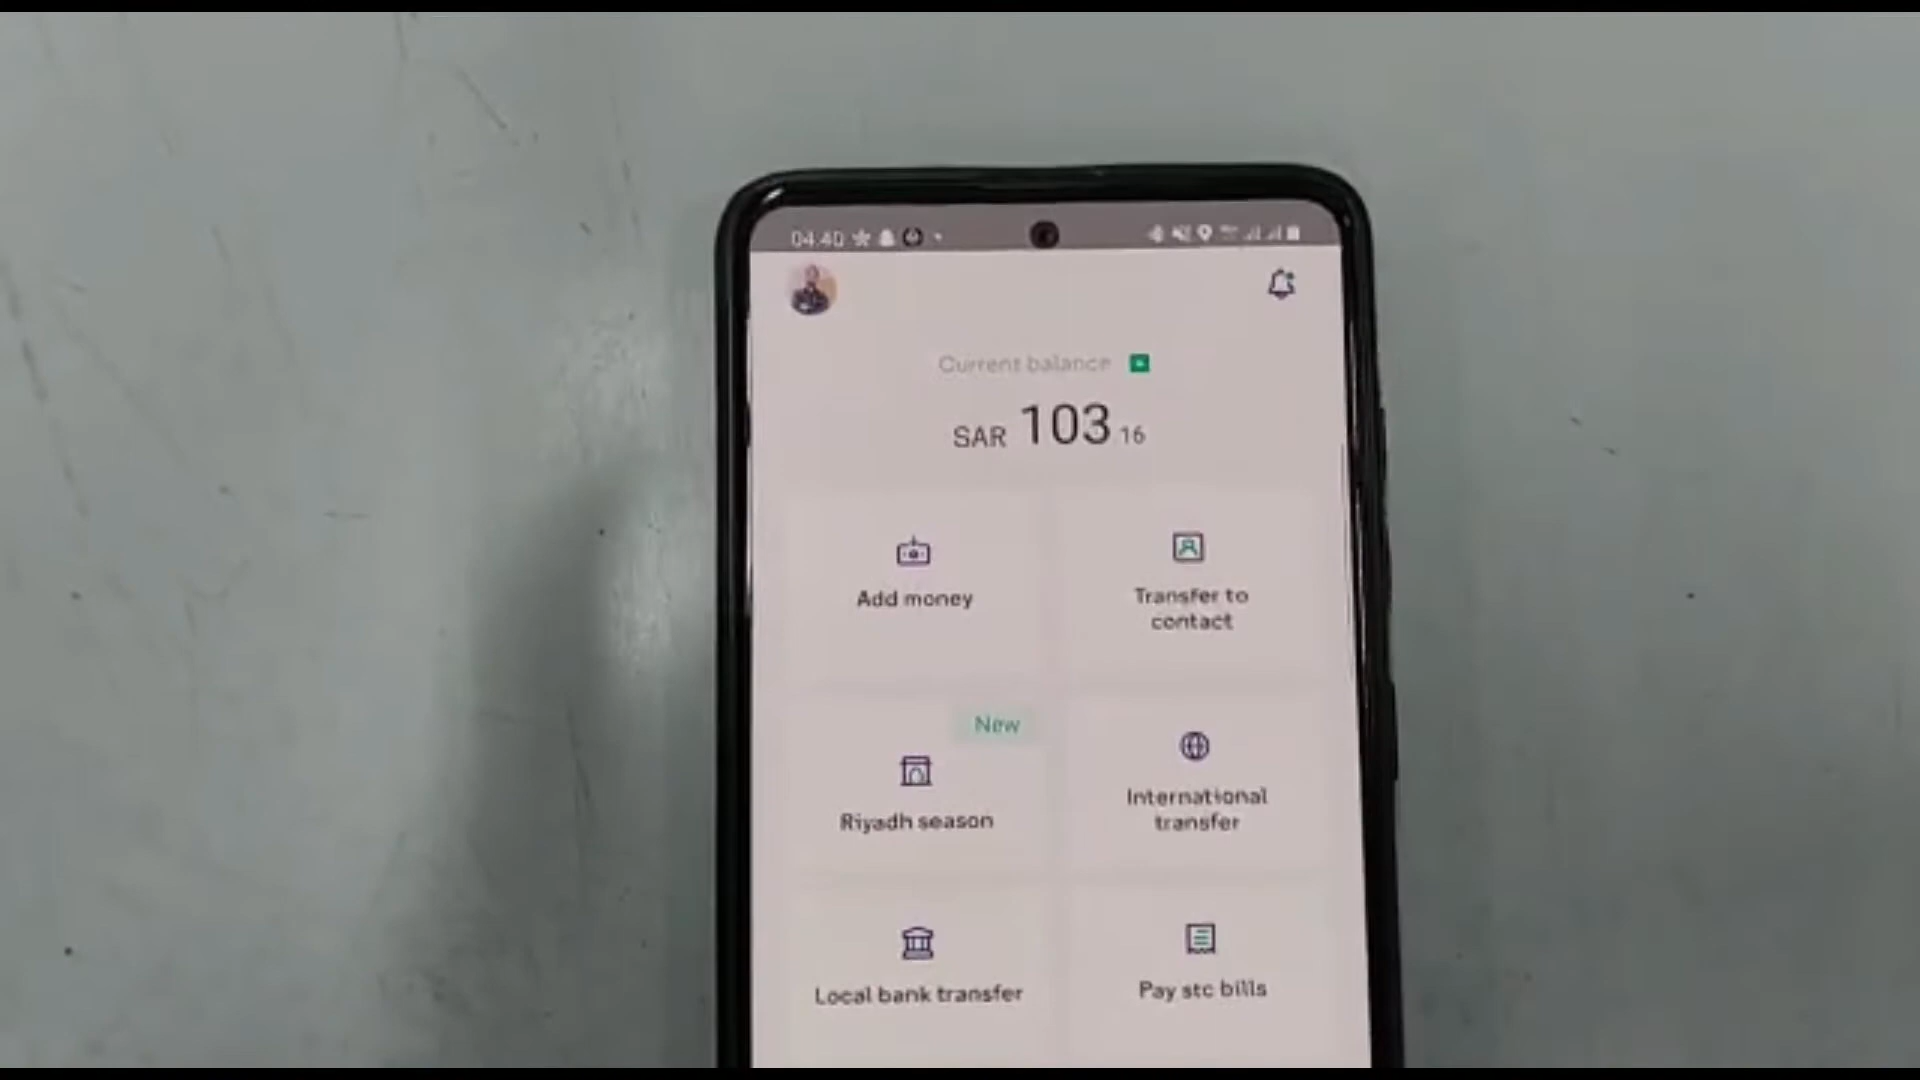 04.40
Current balance
SAR 103 16
Add money
Transfer to
contact
New
Riyadh season
International
transfer
Local bank transfer
Pay stc bills